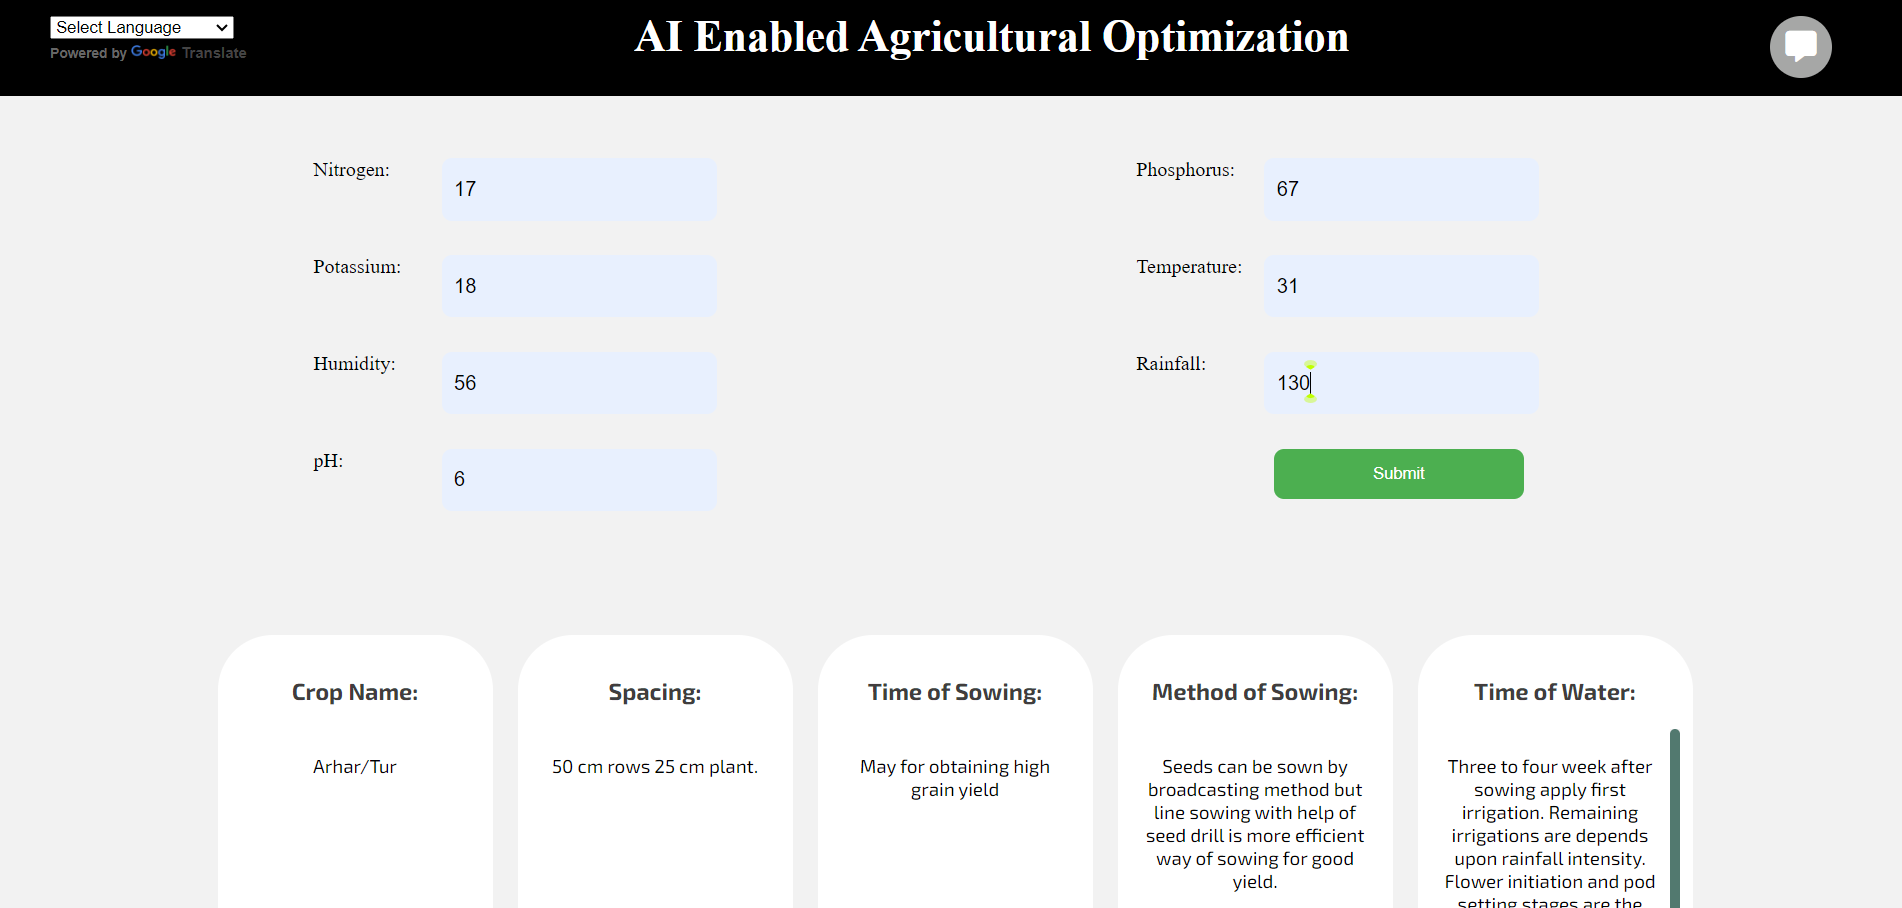 Select Language
Powered by Google Translate
AI Enabled Agricultural Optimization
Nitrogen:
17
Phosphorus:
67
Potassium:
18
Temperature:
31
Humidity:
56
Rainfall:
130
pH:
6
Submit
Crop Name:
Arhar/Tur
Spacing:
50 cm rows 25 cm plant.
Time of Sowing:
May for obtaining high
grain yield
Method of Sowing:
Seeds can be sown by
broadcasting method but
line sowing with help of
seed drill is more efficient
way of sowing for good
yield.
Time of Water:
Three to four week after
sowing apply first
irrigation. Remaining
irrigations are depends
upon rainfall intensity.
Flower initiation and pod
setting stages are the